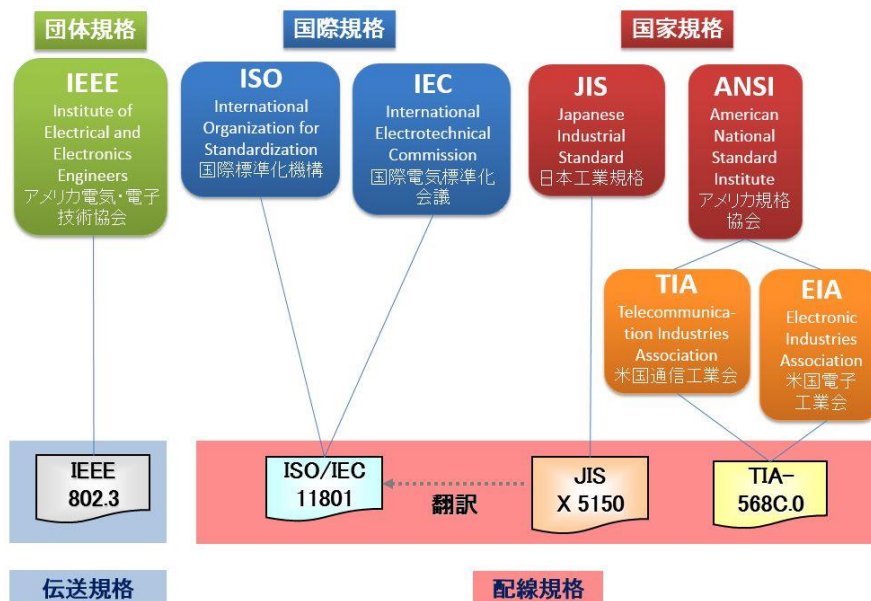 団体規格
国際規格
国家規格
IEEE
Institute of
Electrical and
Electronics
Engineers
アメリカ電気・電子
技術協会
ISO
International
Organization for
Standardization
国際標準化機構
IEC
International
Electrotechnical
Commission
国際電気標準化
会議
JIS
Japanese
Industrial
Standard
日本工業規格
ANSI
American
National
Standard
Institute
アメリカ規格
協会
TIA
Telecommunica-
tion Industries
Association
米国通信工業会
EIA
Electronic
Industries
Association
米国電子
工業会
IEEE
802.3
ISO/IEC
11801
翻訳
JIS
X 5150
TIA-
568C.0
伝送規格
配線規格